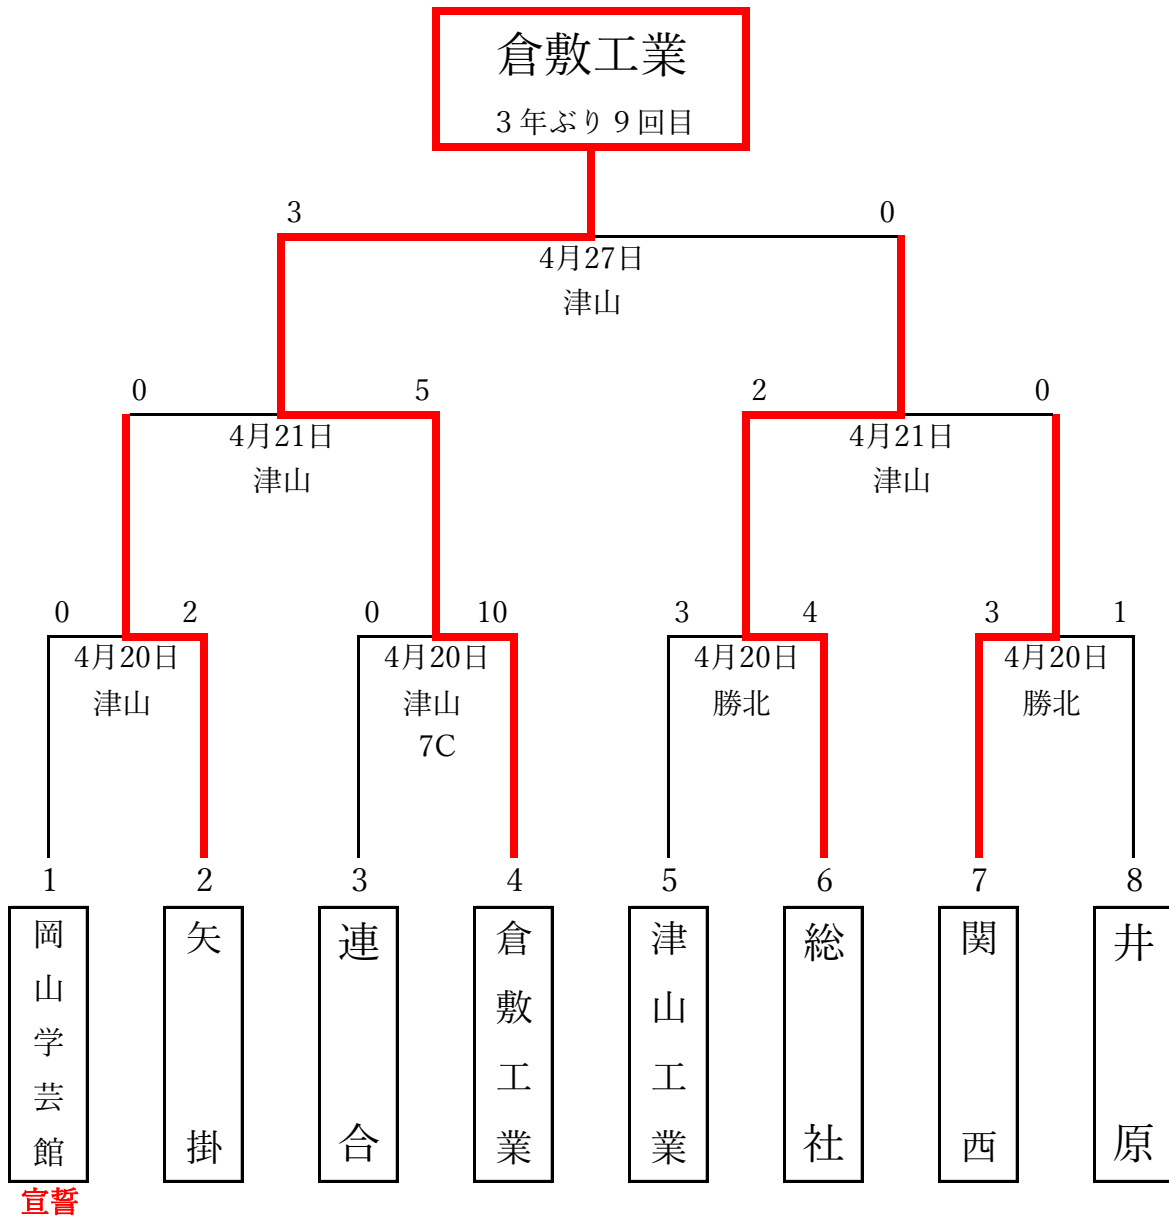 倉敷工業
３年ぶり９回目
3
0
4月27日
津山
0
5
2
0
4月21日
津山
4月21日
津山
0
2
0
10
3
4
3
1
4月20日
津山
4月20日
津山
7C
4月20日
勝北
4月20日
勝北
1
2
3
4
5
6
7
8
岡山学芸館
矢掛
連合
倉敷工業
津山工業
総社
関西
井原
宣誓